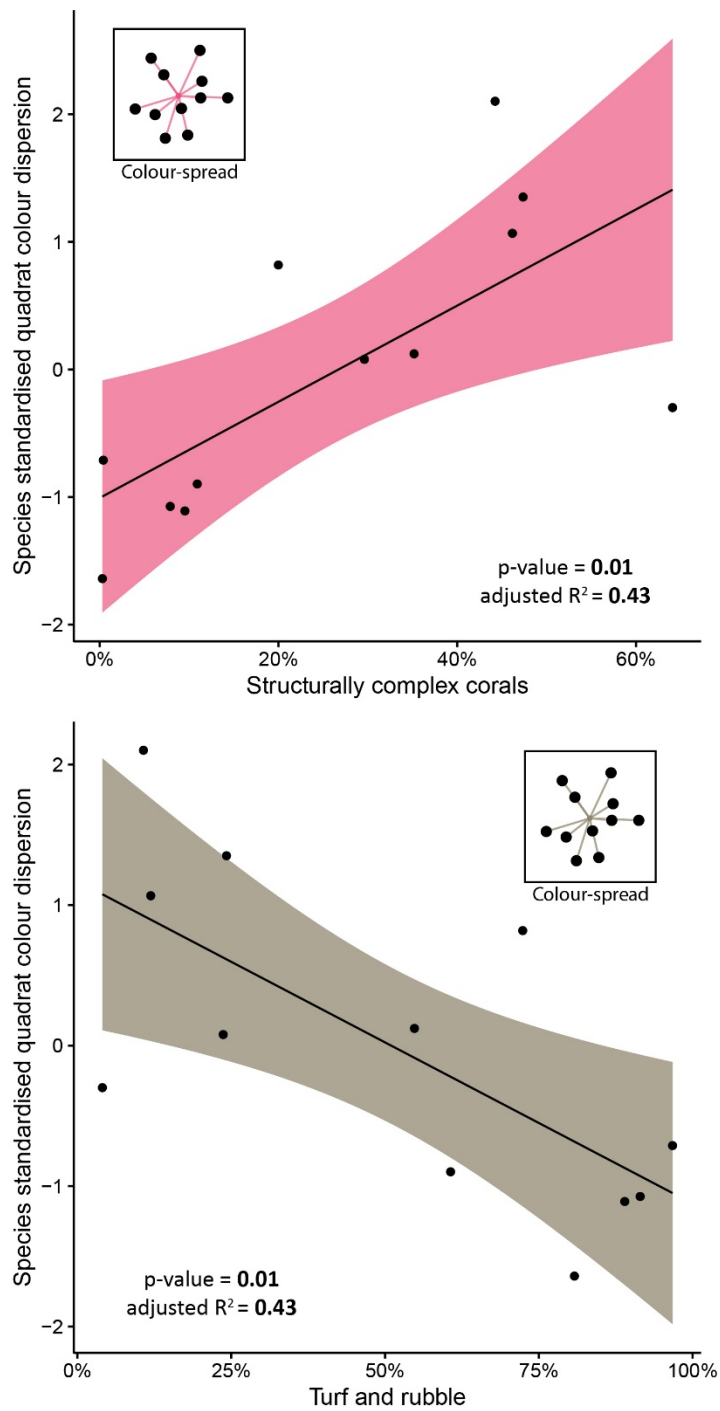 Colour-spread
Species standardised quadrat colour dispersion
2
1
0
−1
−2
p-value = 0.01
adjusted R² = 0.43
0%
20%
40%
60%
Structurally complex corals
Colour-spread
Species standardised quadrat colour dispersion
2
1
0
−1
−2
p-value = 0.01
adjusted R² = 0.43
0%
25%
50%
75%
100%
Turf and rubble